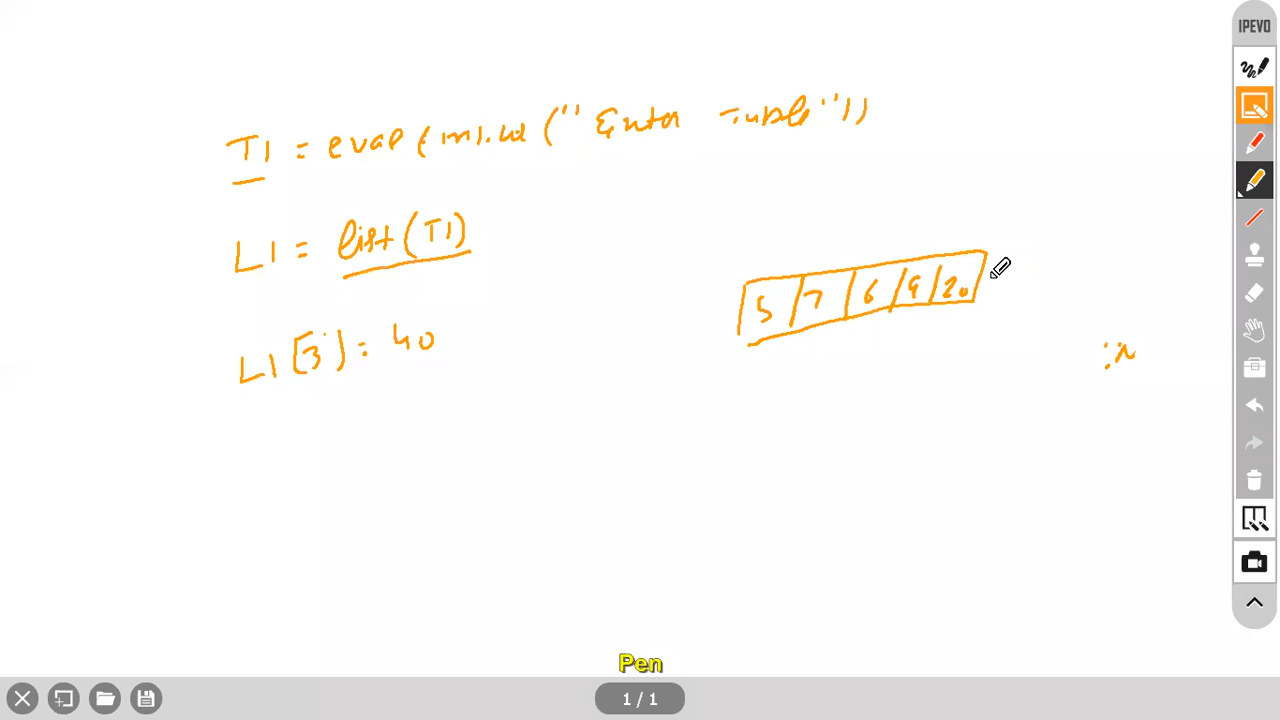 IPEVO
T1 = eval(input("Enter Tuple"))
L1 = list(T1)
5 7 6 9 20
L1[3] = 40
Pen
1 / 1